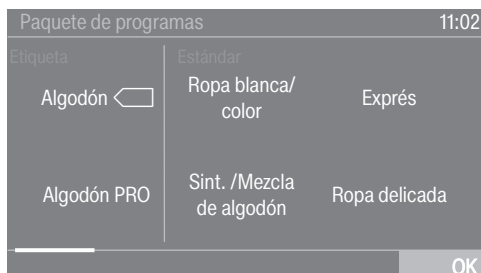 Paquete de programas 11:02
Etiqueta Estándar
Algodón
Ropa blanca/
color
Exprés
Algodón PRO
Sint. /Mezcla
de algodón
Ropa delicada
OK